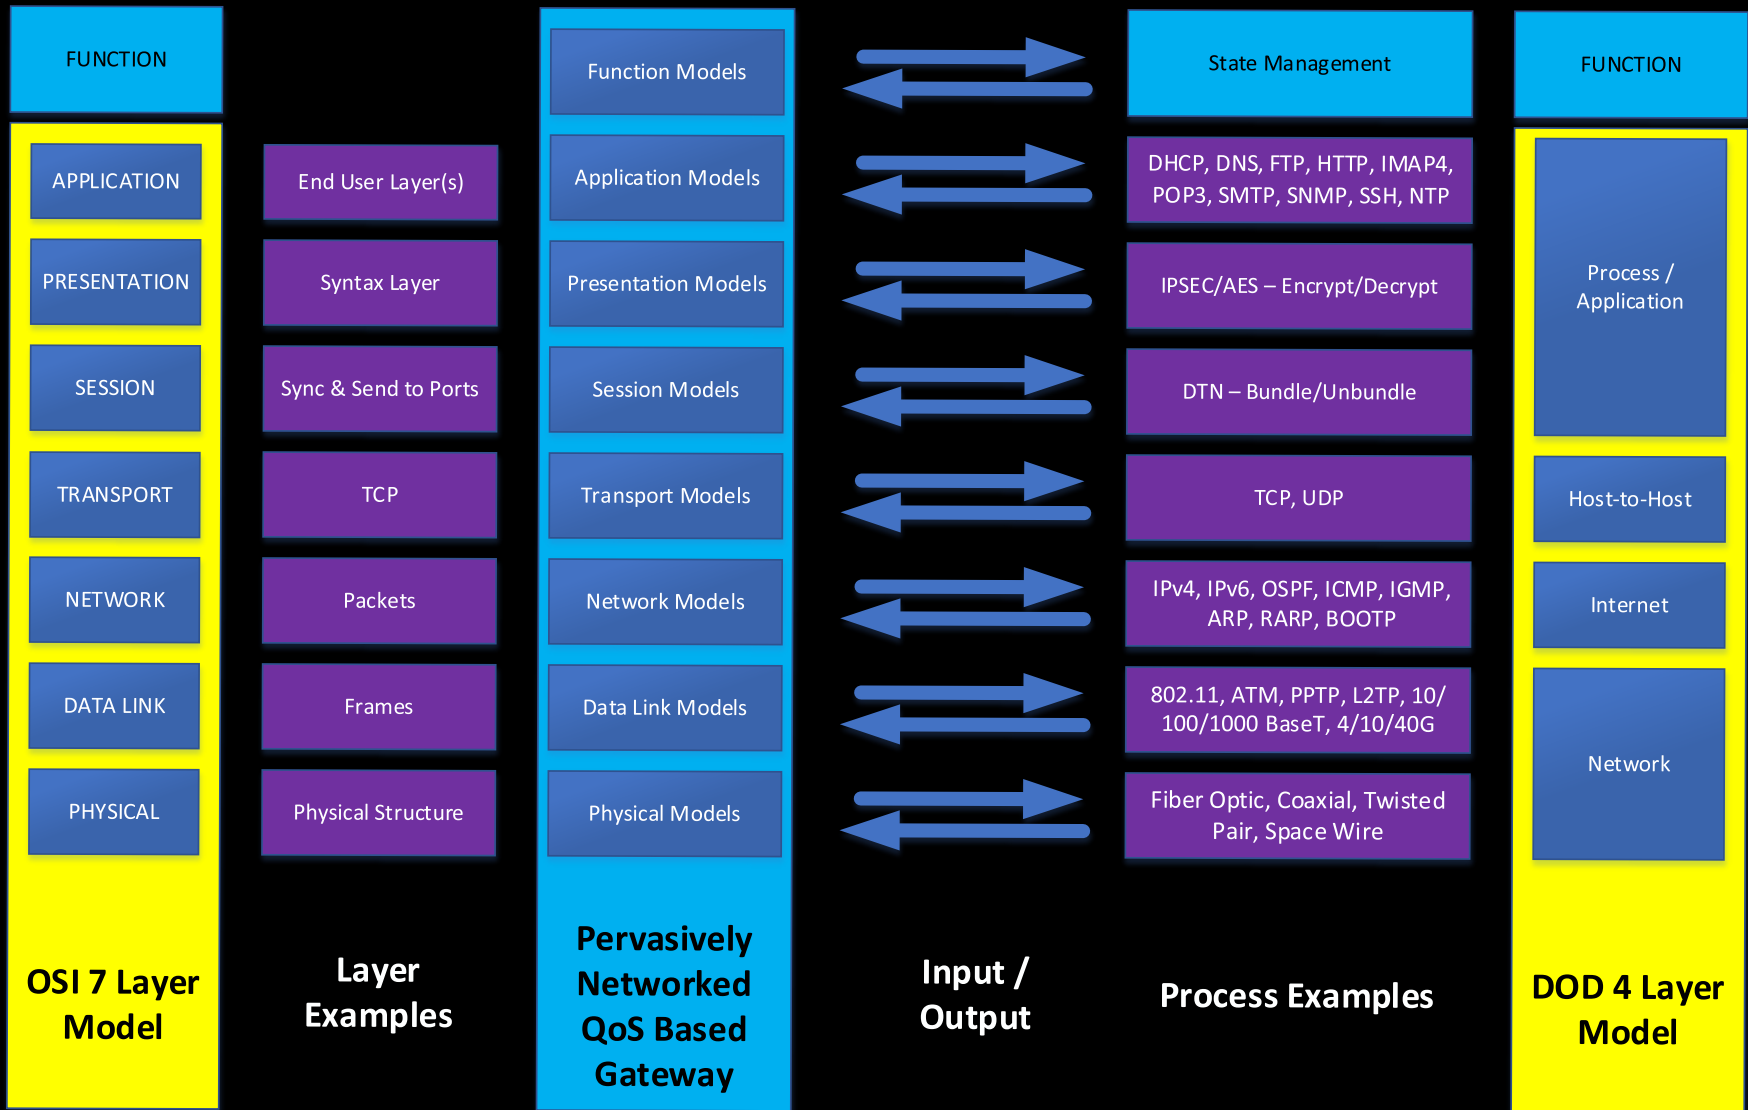 FUNCTION
Function Models
State Management
FUNCTION
APPLICATION
End User Layer(s)
Application Models
DHCP, DNS, FTP, HTTP, IMAP4,
POP3, SMTP, SNMP, SSH, NTP
Process /
Application
PRESENTATION
Syntax Layer
Presentation Models
IPSEC/AES – Encrypt/Decrypt
SESSION
Sync & Send to Ports
Session Models
DTN – Bundle/Unbundle
TRANSPORT
TCP
Transport Models
TCP, UDP
Host-to-Host
NETWORK
Packets
Network Models
IPv4, IPv6, OSPF, ICMP, IGMP,
ARP, RARP, BOOTP
Internet
DATA LINK
Frames
Data Link Models
802.11, ATM, PPTP, L2TP, 10/
100/1000 BaseT, 4/10/40G
Network
PHYSICAL
Physical Structure
Physical Models
Fiber Optic, Coaxial, Twisted
Pair, Space Wire
OSI 7 Layer
Model
Layer
Examples
Pervasively
Networked
QoS Based
Gateway
Input /
Output
Process Examples
DOD 4 Layer
Model